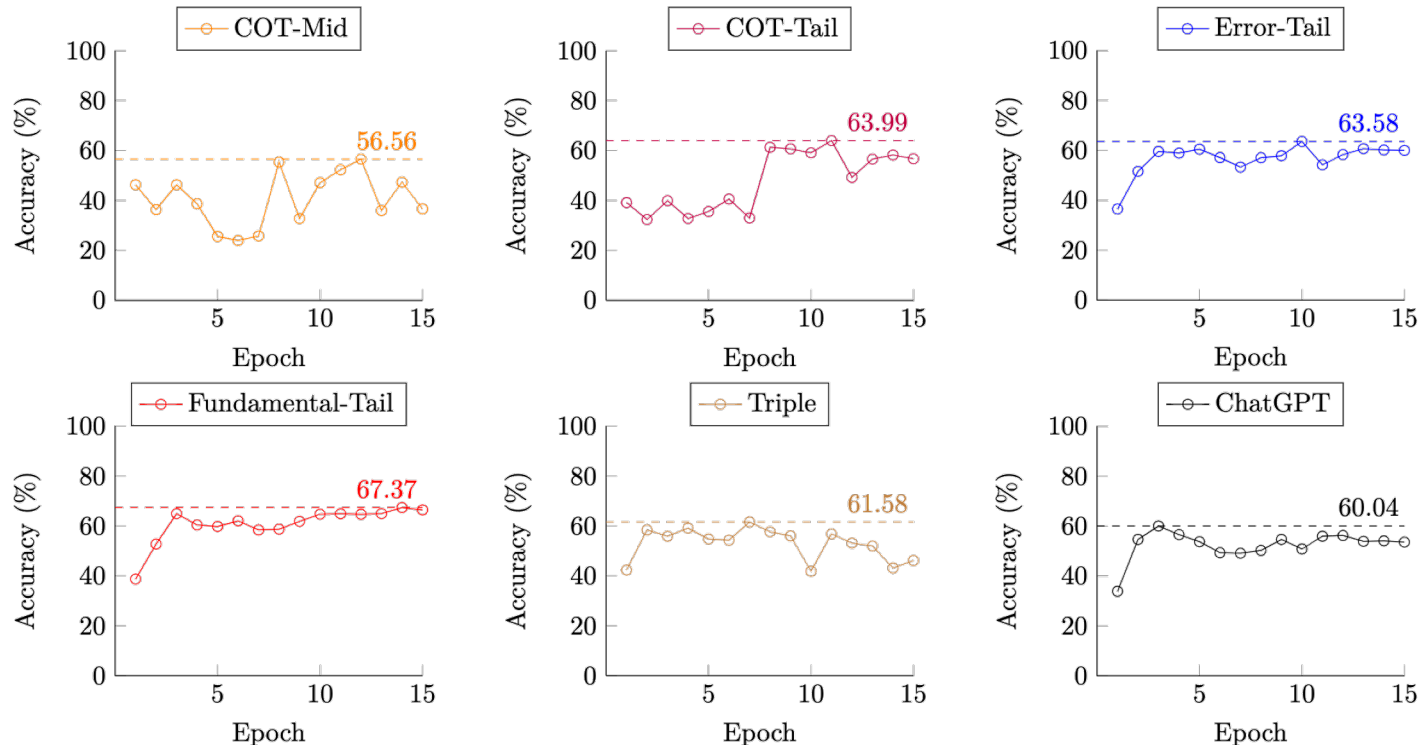 COT-Mid
100
80
60
40
20
0
56.56
5 10 15
Accuracy (%)
Epoch
COT-Tail
100
80
60
40
20
0
63.99
5 10 15
Accuracy (%)
Epoch
Error-Tail
100
80
60
40
20
0
63.58
5 10 15
Accuracy (%)
Epoch
Fundamental-Tail
100
80
60
40
20
0
67.37
5 10 15
Accuracy (%)
Epoch
Triple
100
80
60
40
20
0
61.58
5 10 15
Accuracy (%)
Epoch
ChatGPT
100
80
60
40
20
0
60.04
5 10 15
Accuracy (%)
Epoch